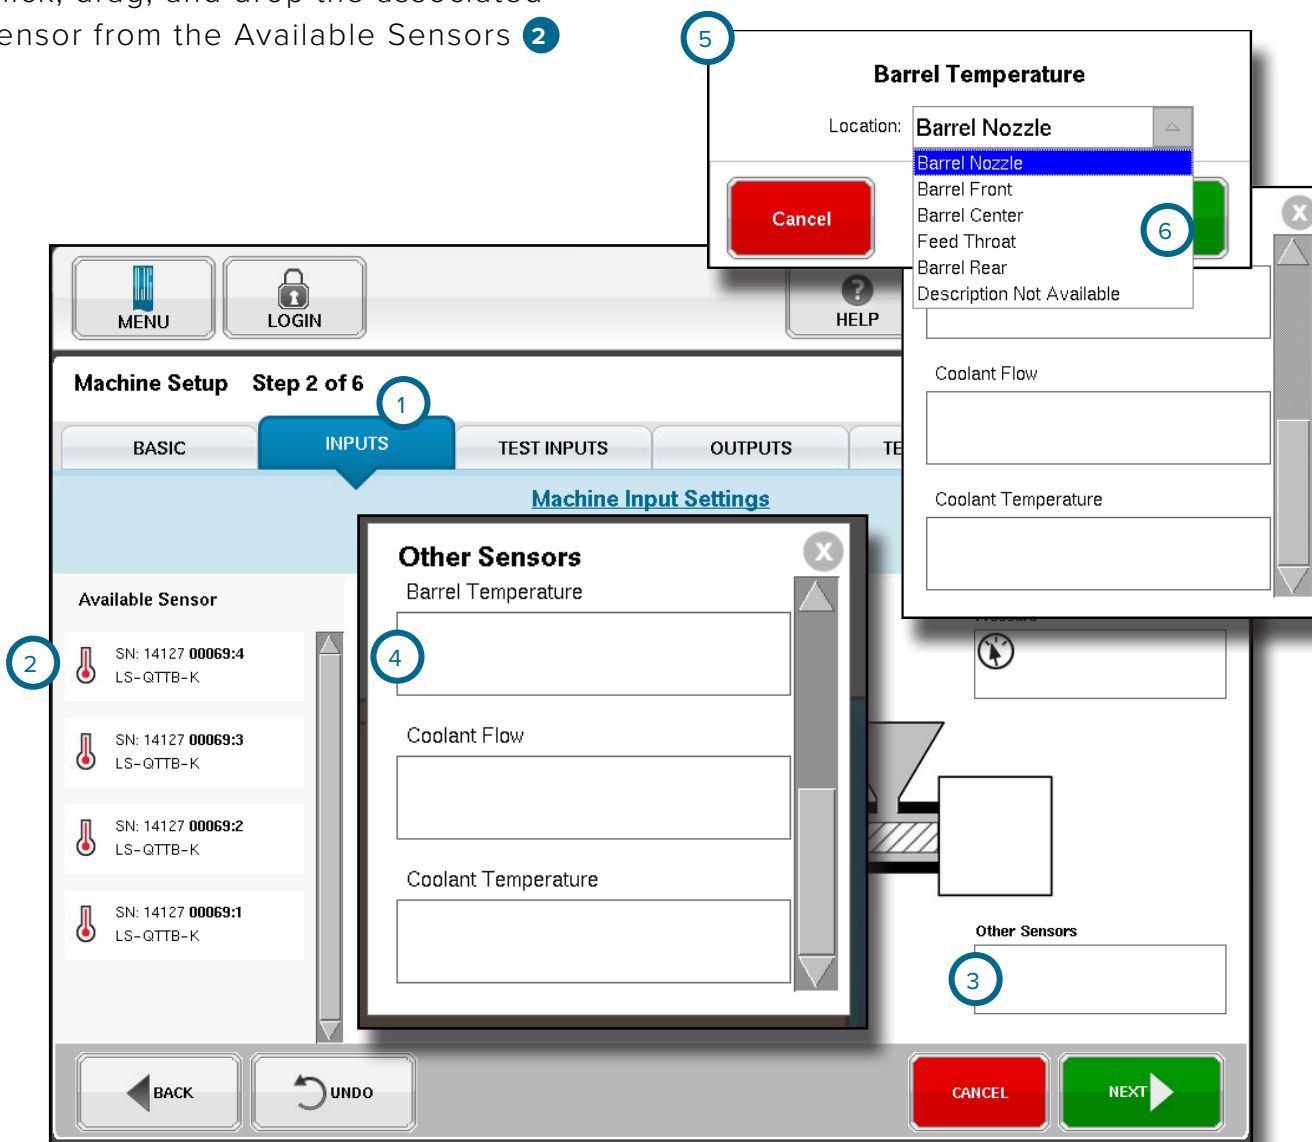 ensor from the Available Sensors 2
5
Barrel Temperature
Location: Barrel Nozzle
Barrel Nozzle
Barrel Front
Barrel Center
Feed Throat
Barrel Rear
Description Not Available
Cancel
6
X
MENU
LOGIN
?
HELP
Machine Setup Step 2 of 6
1
BASIC
INPUTS
TEST INPUTS
OUTPUTS
TE
Machine Input Settings
Coolant Flow
Coolant Temperature
Available Sensor
2
SN: 14127 00069:4
LS-QTTB-K
SN: 14127 00069:3
LS-QTTB-K
SN: 14127 00069:2
LS-QTTB-K
SN: 14127 00069:1
LS-QTTB-K
Other Sensors
X
Barrel Temperature
4
Coolant Flow
Coolant Temperature
Other Sensors
3
BACK
UNDO
CANCEL
NEXT